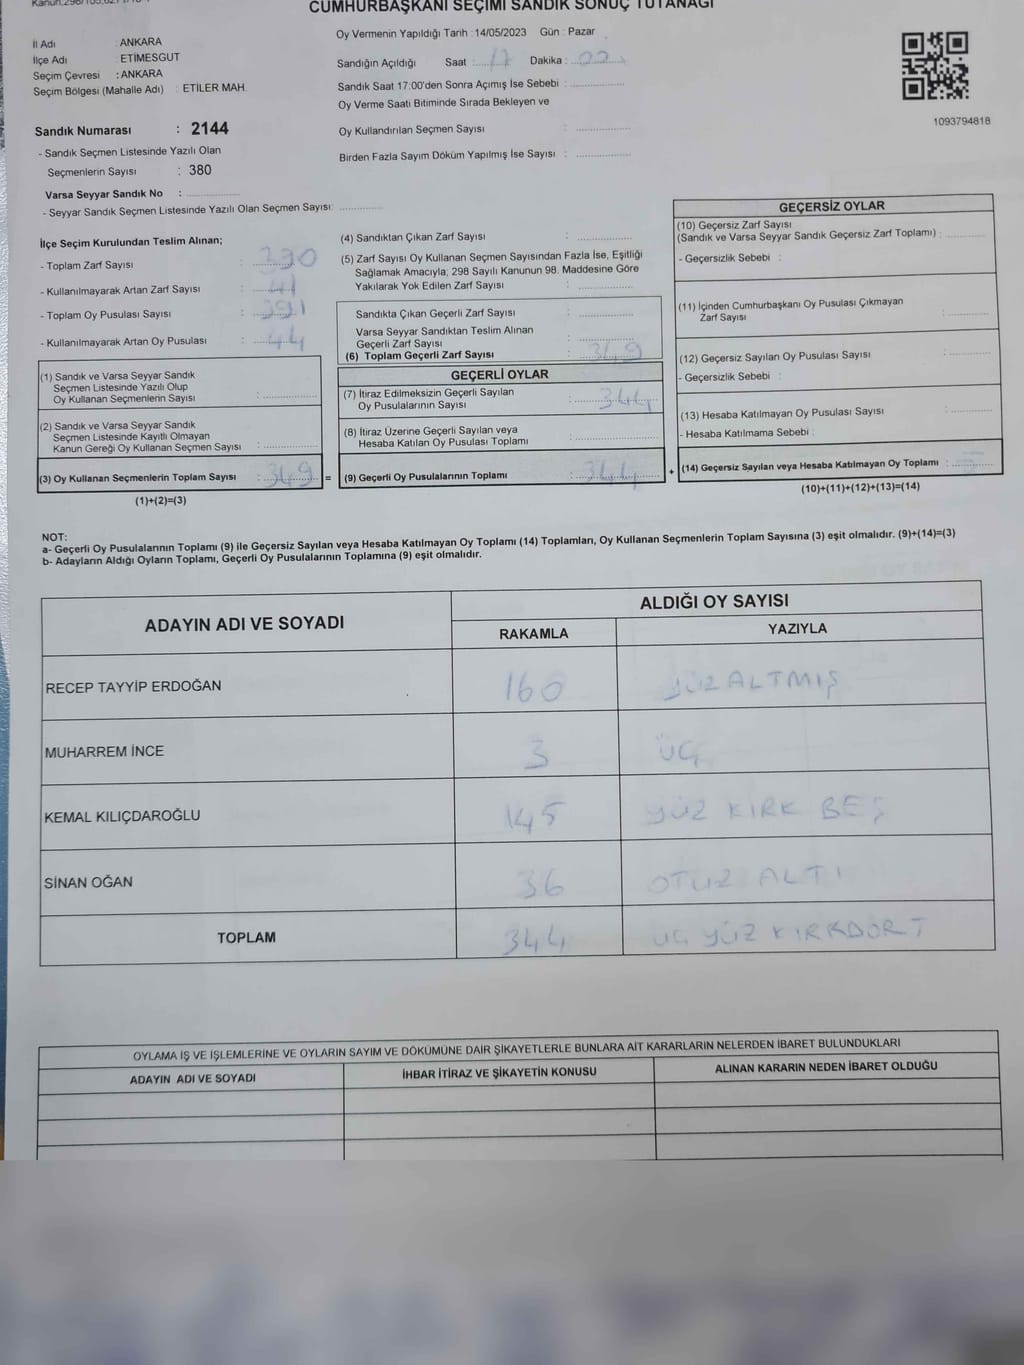 CUMHURBAŞKANI SEÇİMİ SANDIK SONUÇ TUTANAĞI
İl Adı : ANKARA
İlçe Adı : ETİMESGUT
Seçim Çevresi : ANKARA
Seçim Bölgesi (Mahalle Adı) : ETİLER MAH.
Oy Vermenin Yapıldığı Tarih : 14/05/2023 Gün : Pazar
Sandığın Açıldığı Saat : 17 Dakika : 00
Sandık Saat 17:00'den Sonra Açımış İse Sebebi :
Oy Verme Saati Bitiminde Sırada Bekleyen ve
Oy Kullandırılan Seçmen Sayısı :
Birden Fazla Sayım Döküm Yapılmış İse Sayısı :
1093794818
Sandık Numarası : 2144
- Sandık Seçmen Listesinde Yazılı Olan
Seçmenlerin Sayısı : 380
Varsa Seyyar Sandık No :
- Seyyar Sandık Seçmen Listesinde Yazılı Olan Seçmen Sayısı:
İlçe Seçim Kurulundan Teslim Alınan;
- Toplam Zarf Sayısı : 390
- Kullanılmayarak Artan Zarf Sayısı : 41
- Toplam Oy Pusulası Sayısı : 391
- Kullanılmayarak Artan Oy Pusulası : 44
(1) Sandık ve Varsa Seyyar Sandık
Seçmen Listesinde Yazılı Olup
Oy Kullanan Seçmenlerin Sayısı :
(2) Sandık ve Varsa Seyyar Sandık
Seçmen Listesinde Kayıtlı Olmayan
Kanun Gereği Oy Kullanan Seçmen Sayısı :
(3) Oy Kullanan Seçmenlerin Toplam Sayısı : 349 =
(1)+(2)=(3)
(4) Sandıktan Çıkan Zarf Sayısı :
(5) Zarf Sayısı Oy Kullanan Seçmen Sayısından Fazla İse, Eşitliği
Sağlamak Amacıyla; 298 Sayılı Kanunun 98. Maddesine Göre
Yakılarak Yok Edilen Zarf Sayısı :
Sandıkta Çıkan Geçerli Zarf Sayısı :
Varsa Seyyar Sandıktan Teslim Alınan
Geçerli Zarf Sayısı :
(6) Toplam Geçerli Zarf Sayısı : 349
GEÇERLİ OYLAR
(7) İtiraz Edilmeksizin Geçerli Sayılan
Oy Pusulalarının Sayısı : 344
(8) İtiraz Üzerine Geçerli Sayılan veya
Hesaba Katılan Oy Pusulası Toplamı :
(9) Geçerli Oy Pusulalarının Toplamı : 344 +
GEÇERSİZ OYLAR
(10) Geçersiz Zarf Sayısı
(Sandık ve Varsa Seyyar Sandık Geçersiz Zarf Toplamı) :
- Geçersizlik Sebebi :
(11) İçinden Cumhurbaşkanı Oy Pusulası Çıkmayan
Zarf Sayısı :
(12) Geçersiz Sayılan Oy Pusulası Sayısı :
- Geçersizlik Sebebi :
(13) Hesaba Katılmayan Oy Pusulası Sayısı :
- Hesaba Katılmama Sebebi :
(14) Geçersiz Sayılan veya Hesaba Katılmayan Oy Toplamı : 5
(10)+(11)+(12)+(13)=(14)
NOT:
a- Geçerli Oy Pusulalarının Toplamı (9) ile Geçersiz Sayılan veya Hesaba Katılmayan Oy Toplamı (14) Toplamları, Oy Kullanan Seçmenlerin Toplam Sayısına (3) eşit olmalıdır. (9)+(14)=(3)
b- Adayların Aldığı Oyların Toplamı, Geçerli Oy Pusulalarının Toplamına (9) eşit olmalıdır.
ADAYIN ADI VE SOYADI ALDIĞI OY SAYISI
RAKAMLA YAZIYLA
RECEP TAYYİP ERDOĞAN 160 YÜZ ALTMIŞ
MUHARREM İNCE 3 ÜÇ
KEMAL KILIÇDAROĞLU 145 YÜZ KIRK BEŞ
SİNAN OĞAN 36 OTUZ ALTI
TOPLAM 344 ÜÇ YÜZ KIRKDÖRT
OYLAMA İŞ VE İŞLEMLERİNE VE OYLARIN SAYIM VE DÖKÜMÜNE DAİR ŞİKAYETLERLE BUNLARA AİT KARARLARIN NELERDEN İBARET BULUNDUKLARI
ADAYIN ADI VE SOYADI İHBAR İTİRAZ VE ŞİKAYETİN KONUSU ALINAN KARARIN NEDEN İBARET OLDUĞU